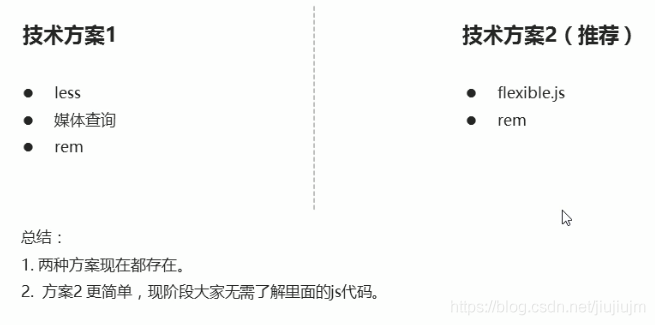 技术方案1
● less
● 媒体查询
● rem
技术方案2（推荐）
● flexible.js
● rem
总结：
1. 两种方案现在都存在。
2. 方案2 更简单，现阶段大家无需了解里面的js代码。
https://blog.csdn.net/jiujiujm